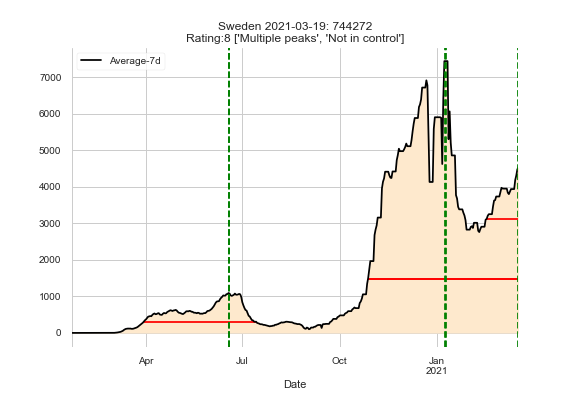 Sweden 2021-03-19: 744272
Rating:8 ['Multiple peaks', 'Not in control']
Average-7d
7000
6000
5000
4000
3000
2000
1000
0
Apr
Jul
Oct
Jan
2021
Date